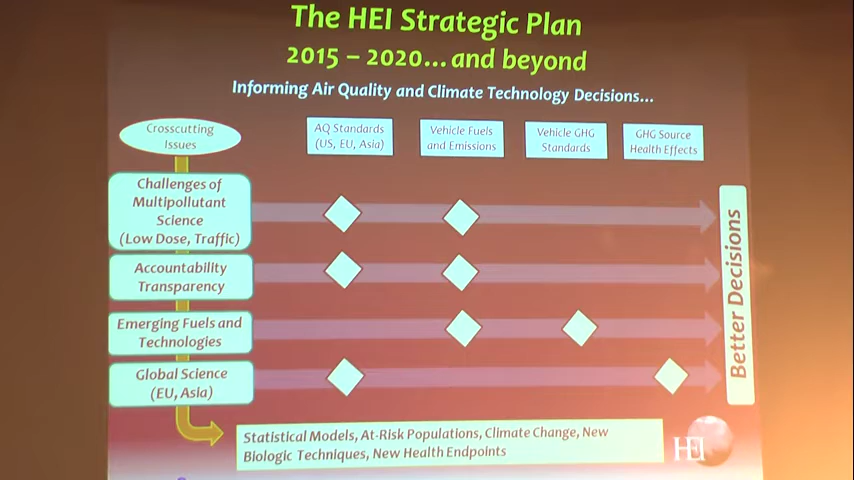 The HEI Strategic Plan
2015 – 2020... and beyond
Informing Air Quality and Climate Technology Decisions...
Crosscutting
Issues
AQ Standards
(US, EU, Asia)
Vehicle Fuels
and Emissions
Vehicle GHG
Standards
GHG Source
Health Effects
Challenges of
Multipollutant
Science
(Low Dose, Traffic)
Accountability
Transparency
Emerging Fuels and
Technologies
Global Science
(EU, Asia)
Better Decisions
Statistical Models, At-Risk Populations, Climate Change, New
Biologic Techniques, New Health Endpoints
HEI